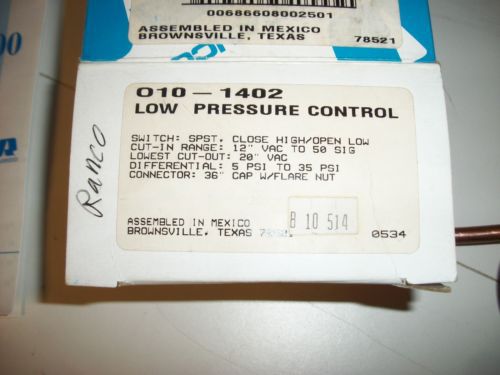 00686608002501
ASSEMBLED IN MEXICO
BROWNSVILLE, TEXAS 78521
O10-1402
LOW PRESSURE CONTROL
SWITCH: SPST, CLOSE HIGH/OPEN LOW
CUT-IN RANGE: 12" VAC TO 50 SIG
LOWEST CUT-OUT: 20" VAC
DIFFERENTIAL: 5 PSI TO 35 PSI
CONNECTOR: 36" CAP W/FLARE NUT
ASSEMBLED IN MEXICO
BROWNSVILLE, TEXAS
B 10 514
0534
Ranco